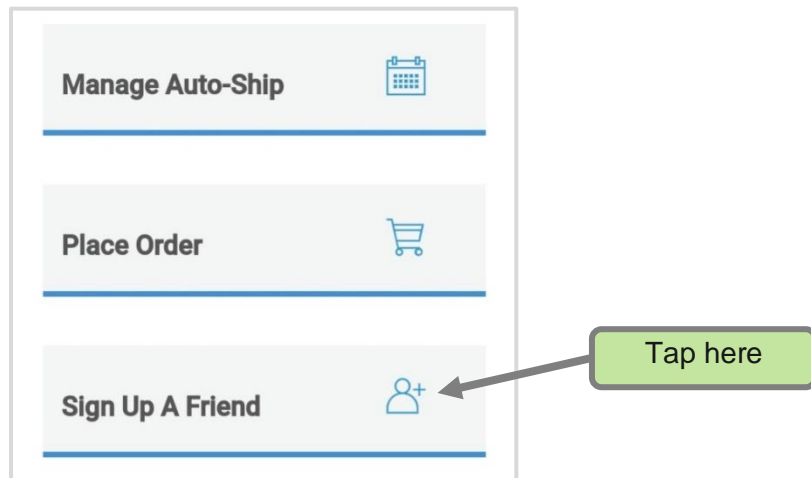 Manage Auto-Ship
Place Order
Tap here
Sign Up A Friend